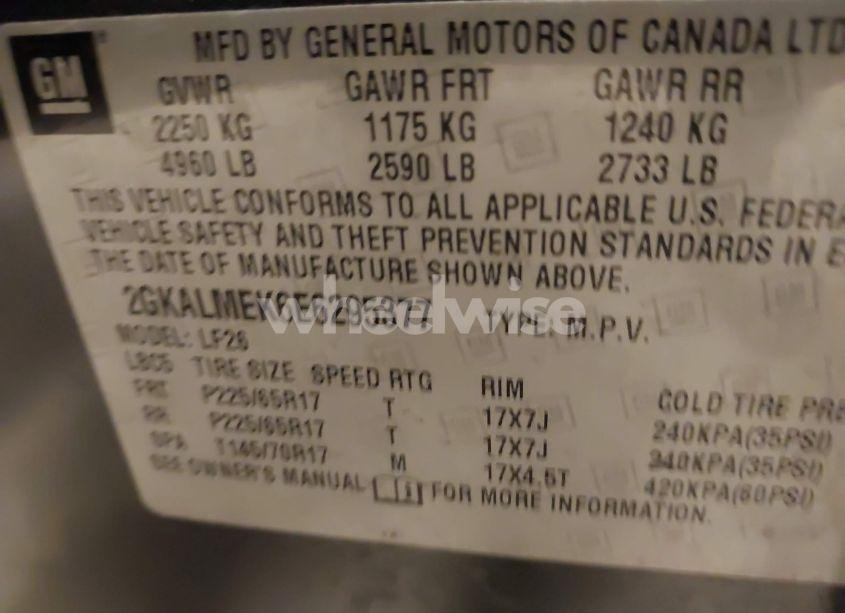 GM
MFD BY GENERAL MOTORS OF CANADA LTD
GVWR GAWR FRT GAWR RR
2250 KG 1175 KG 1240 KG
4960 LB 2590 LB 2733 LB
THIS VEHICLE CONFORMS TO ALL APPLICABLE U.S. FEDERA
VEHICLE SAFETY AND THEFT PREVENTION STANDARDS IN E
THE DATE OF MANUFACTURE SHOWN ABOVE.
2GKALMEK6E6295377 TYPE: M.P.V.
wheelwise
MODEL: LF26
TIRE SIZE SPEED RTG RIM COLD TIRE PRE
FRT P225/65R17 T 17X7J 240KPA(35PSI)
RR P225/65R17 T 17X7J 240KPA(35PSI)
SPA T145/70R17 M 17X4.5T 420KPA(60PSI)
SEE OWNER'S MANUAL i FOR MORE INFORMATION.